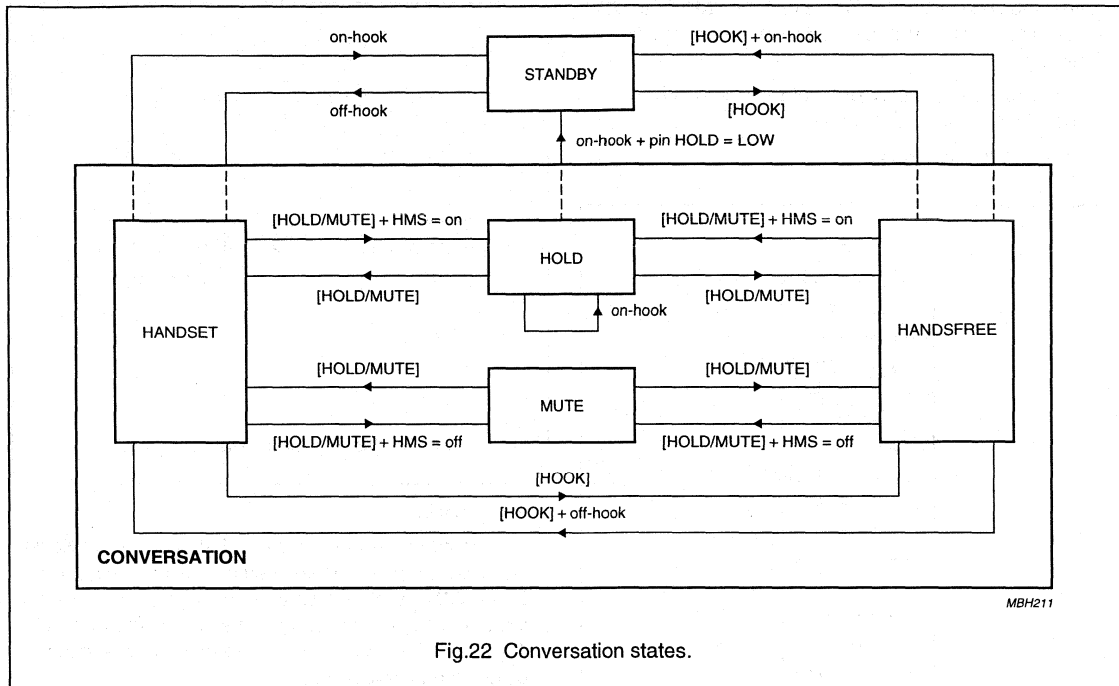 on-hook
[HOOK] + on-hook
STANDBY
off-hook
[HOOK]
on-hook + pin HOLD = LOW
[HOLD/MUTE] + HMS = on
[HOLD/MUTE] + HMS = on
HOLD
[HOLD/MUTE]
[HOLD/MUTE]
on-hook
HANDSET
HANDSFREE
[HOLD/MUTE]
[HOLD/MUTE]
MUTE
[HOLD/MUTE] + HMS = off
[HOLD/MUTE] + HMS = off
[HOOK]
[HOOK] + off-hook
CONVERSATION
MBH211
Fig.22 Conversation states.